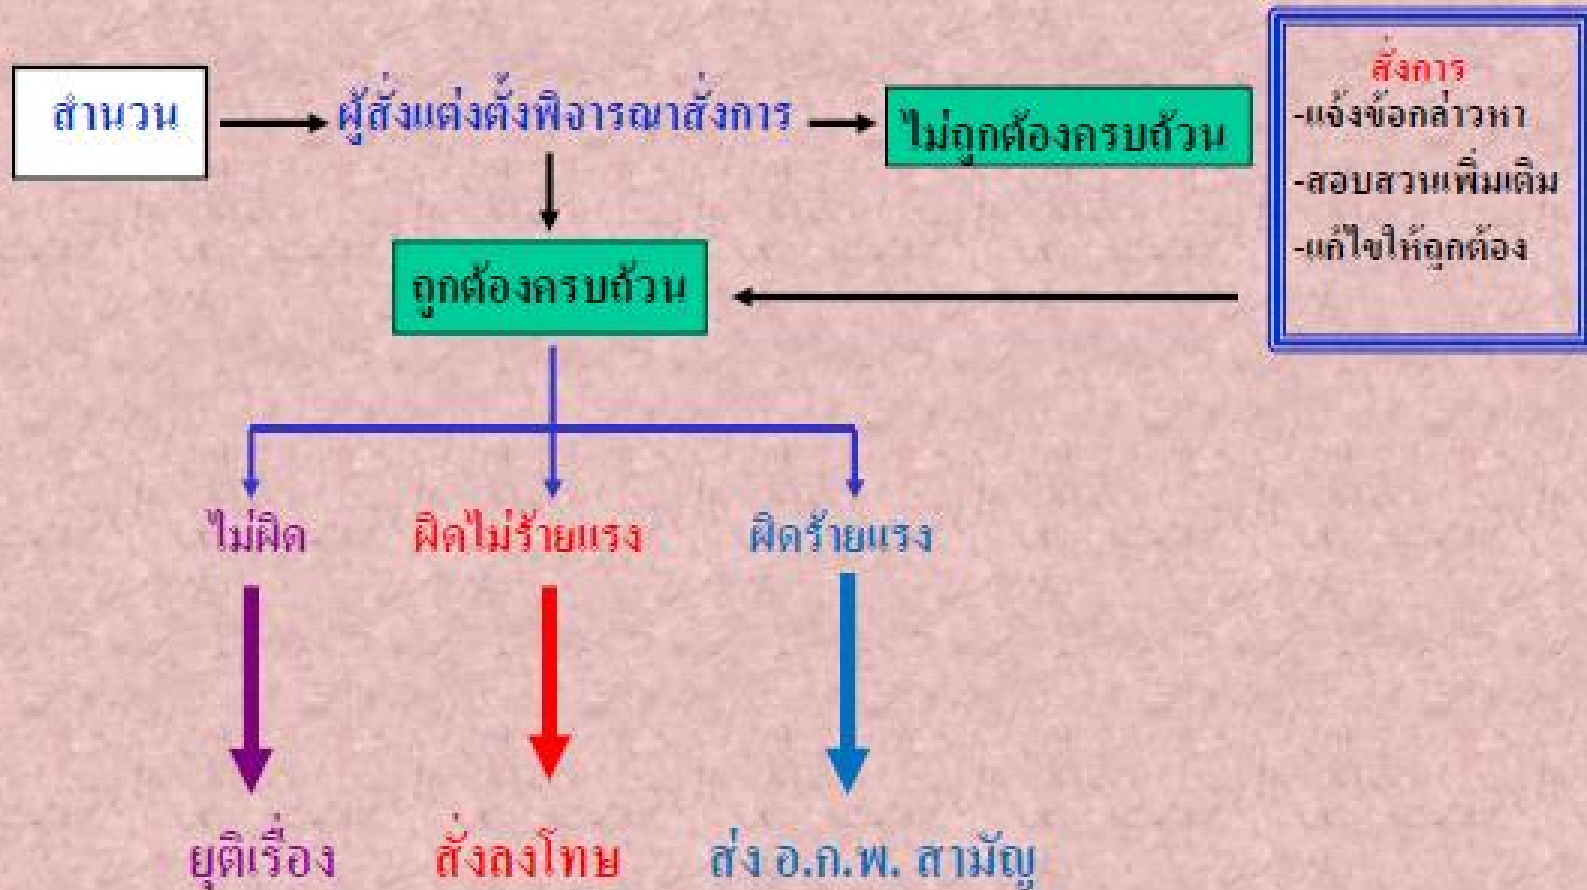 สำนวน
ผู้สั่งแต่งตั้งพิจารณาสั่งการ
ไม่ถูกต้องครบถ้วน
สั่งการ
-แจ้งข้อกล่าวหา
-สอบสวนเพิ่มเติม
-แก้ไขให้ถูกต้อง
ถูกต้องครบถ้วน
ไม่ผิด
ผิดไม่ร้ายแรง
ผิดร้ายแรง
ยุติเรื่อง
สั่งลงโทษ
ส่ง อ.ก.พ. สามัญ